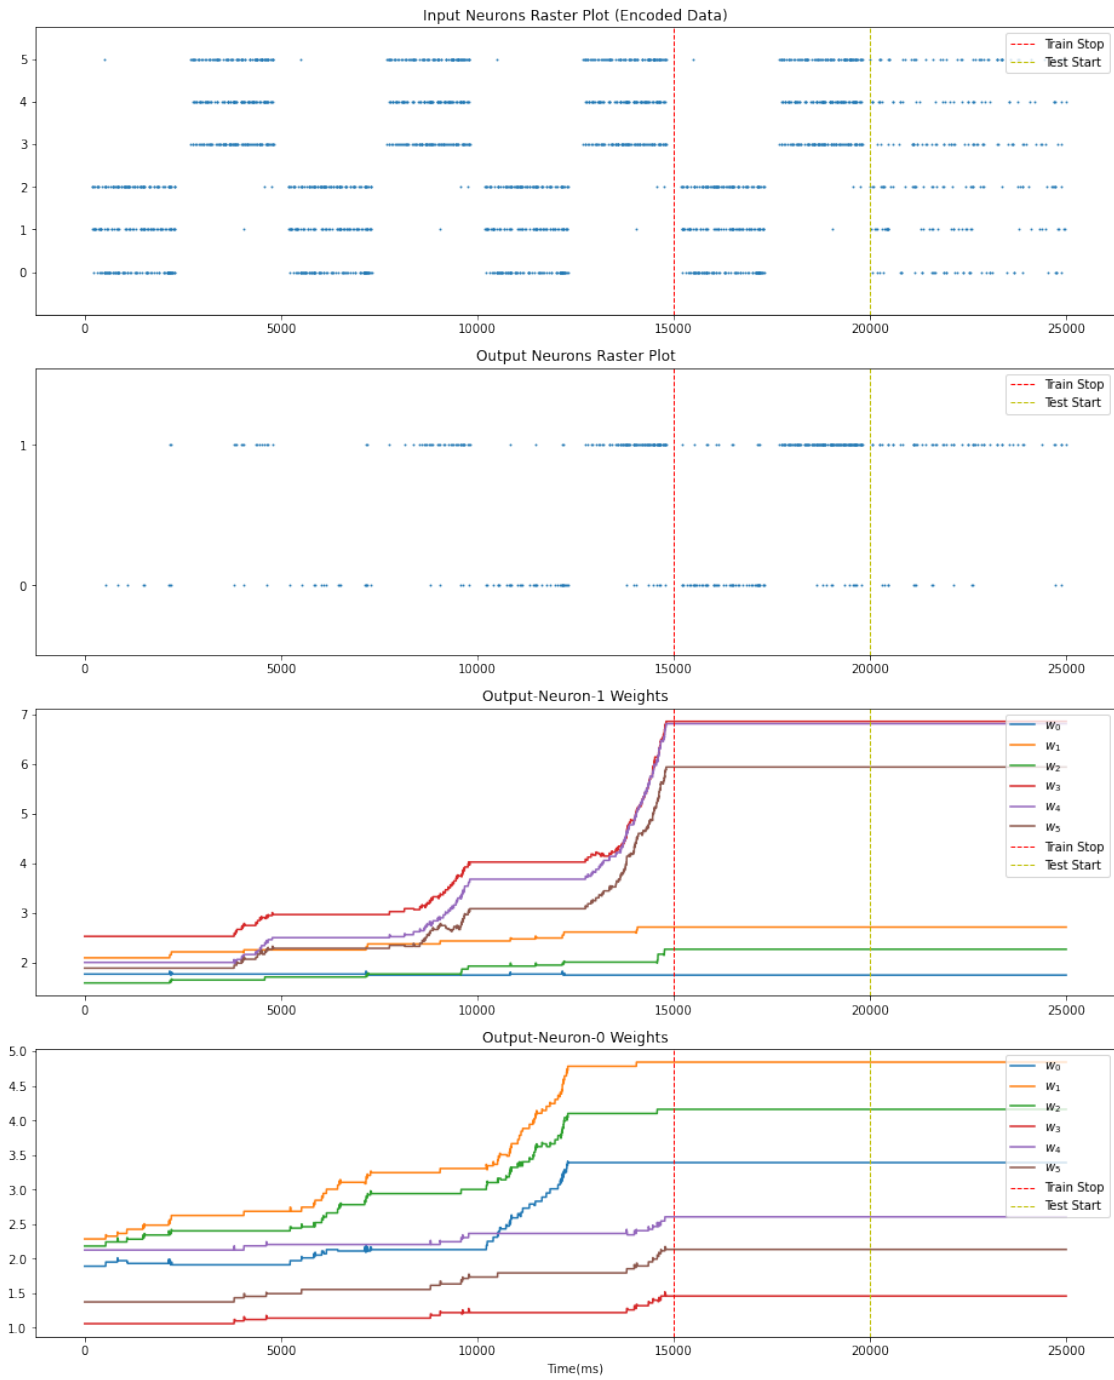 Input Neurons Raster Plot (Encoded Data)
Train Stop
Test Start
5
4
3
2
1
0
0 5000 10000 15000 20000 25000
Output Neurons Raster Plot
Train Stop
Test Start
1
0
0 5000 10000 15000 20000 25000
Output-Neuron-1 Weights
7
6
5
4
3
2
w0
w1
w2
w3
w4
w5
Train Stop
Test Start
0 5000 10000 15000 20000 25000
Output-Neuron-0 Weights
5.0
4.5
4.0
3.5
3.0
2.5
2.0
1.5
1.0
w0
w1
w2
w3
w4
w5
Train Stop
Test Start
0 5000 10000 15000 20000 25000
Time(ms)